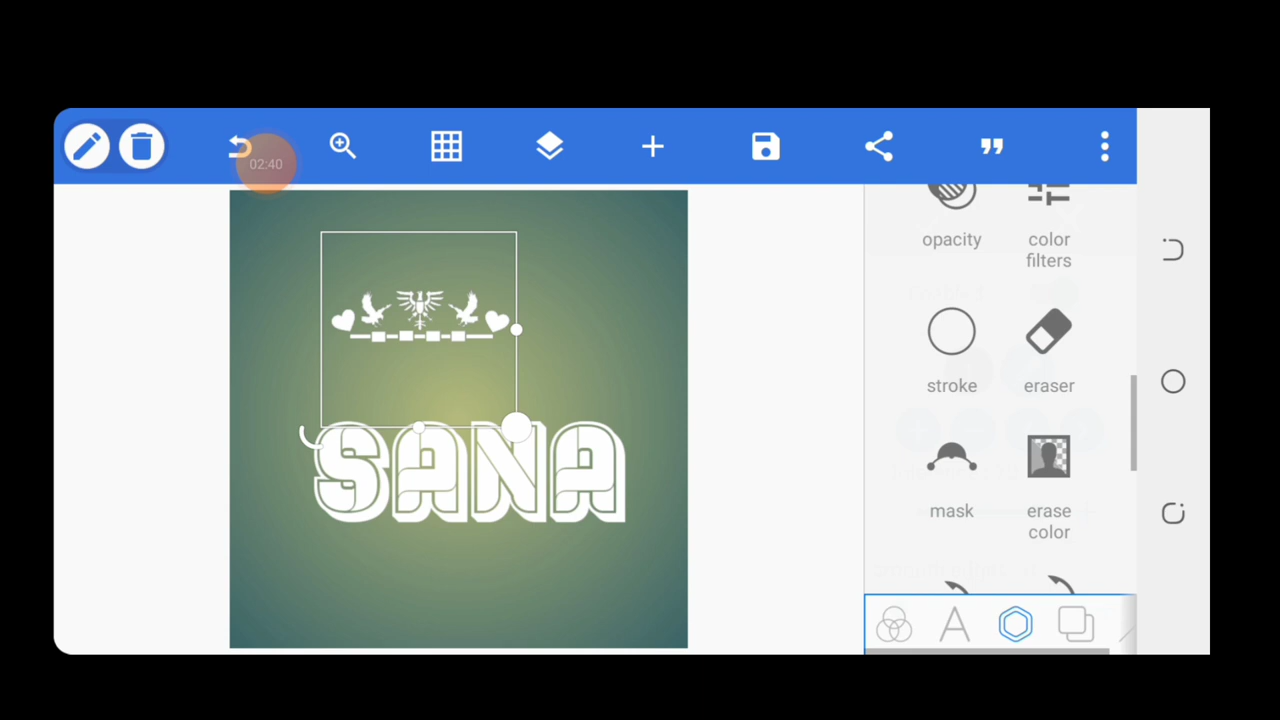 02:40
opacity
color
filters
stroke
eraser
SANA
mask
erase
color